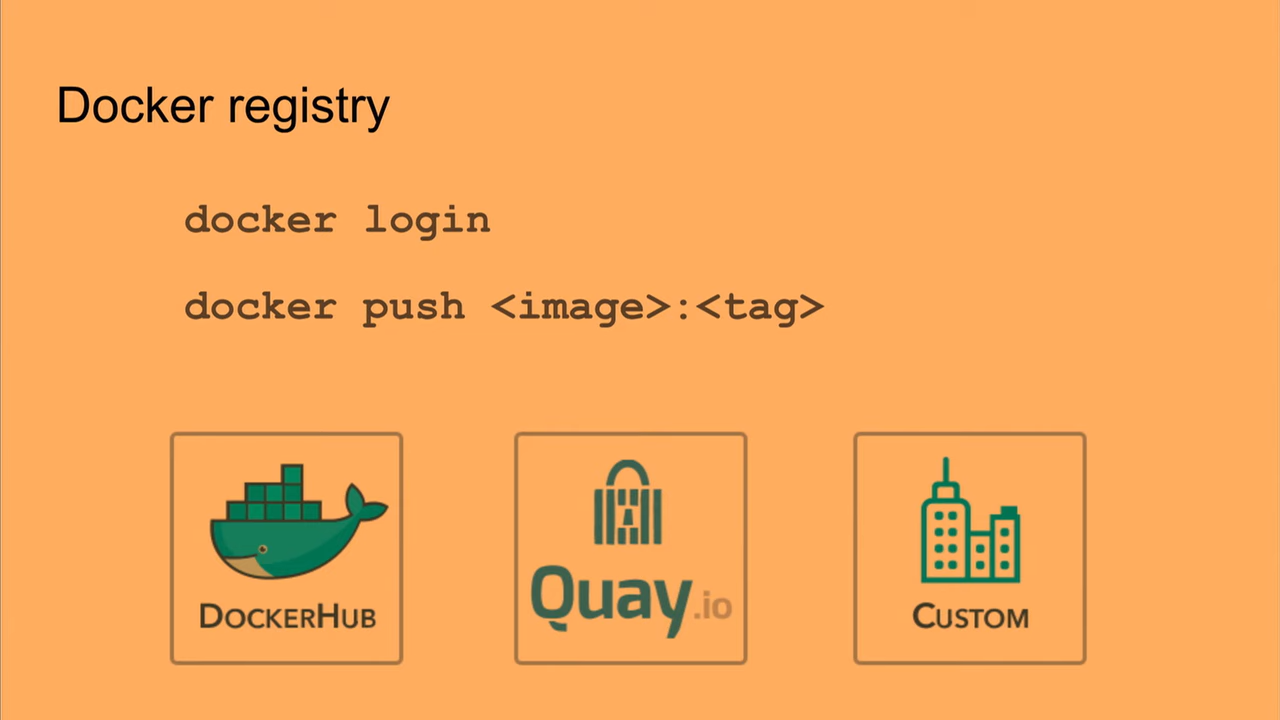 Docker registry
docker login
docker push <image>:<tag>
DOCKERHUB
Quay.io
CUSTOM